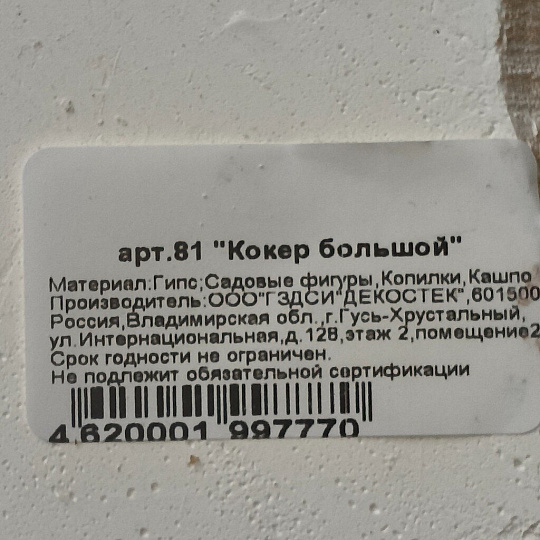 арт.81 "Кокер большой"
Материал:Гипс;Садовые фигуры,Копилки,Кашпо
Производитель:ООО"ГЗДСИ"ДЕКОСТЕК",601500
Россия,Владимирская обл.,г.Гусь-Хрустальный,
ул.Интернациональная,д.128,этаж 2,помещение2
Срок годности не ограничен.
Не подлежит обязательной сертификации
4 620001 997770